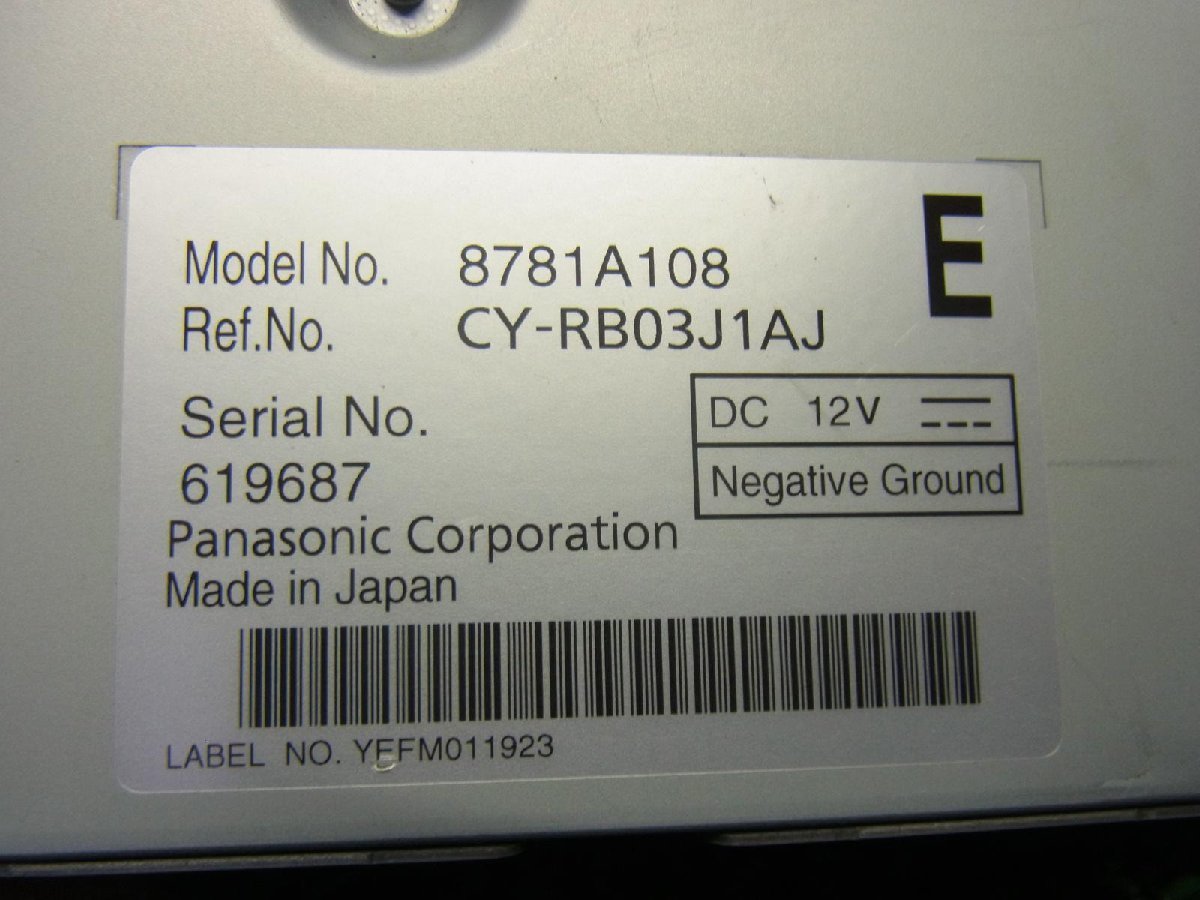 E
Model No. 8781A108
Ref.No. CY-RB03J1AJ
Serial No.
619687
DC 12V
Negative Ground
Panasonic Corporation
Made in Japan
LABEL NO. YEFM011923